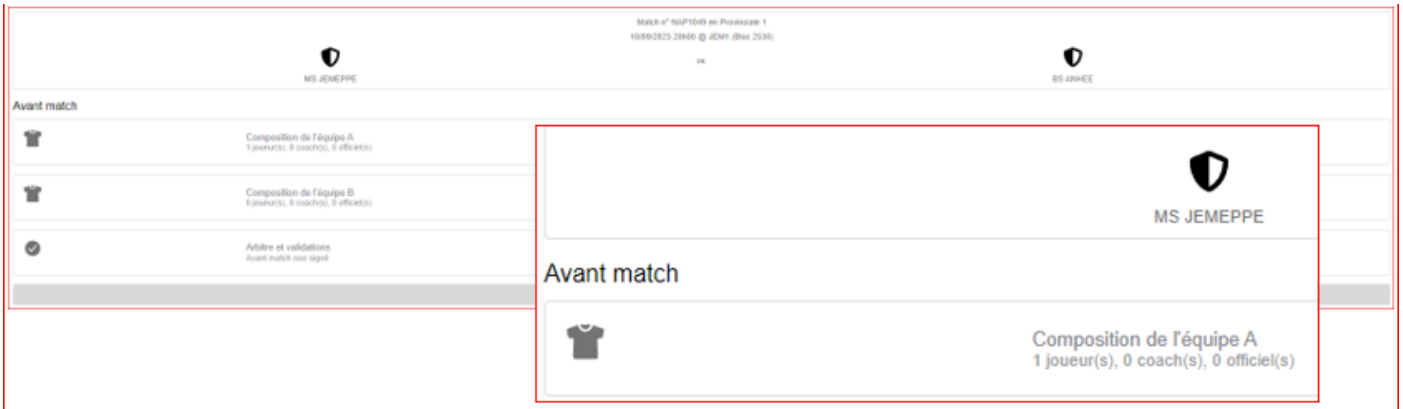 Match n° NAP1049 en Provinciale 1
10/09/2023 20h00 @ JEM1 (Bloc 2530)
vs
MS JEMEPPE
BS ANHEE
Avant match
Composition de l'équipe A
1 joueur(s), 0 coach(s), 0 officiel(s)
Composition de l'équipe B
0 joueur(s), 0 coach(s), 0 officiel(s)
Arbitre et validations
Avant match non signé
MS JEMEPPE
Avant match
Composition de l'équipe A
1 joueur(s), 0 coach(s), 0 officiel(s)